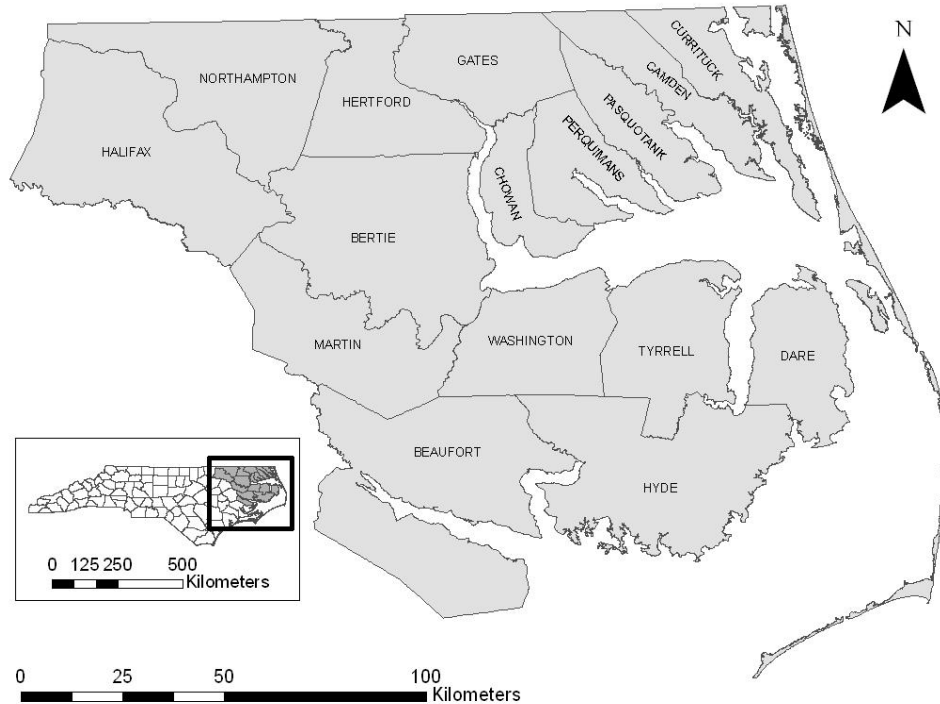 N
CURRITUCK
GATES
CAMDEN
NORTHAMPTON
HERTFORD
PASQUOTANK
PERQUIMANS
HALIFAX
CHOWAN
BERTIE
WASHINGTON
MARTIN
TYRRELL
DARE
BEAUFORT
HYDE
0 125 250 500
Kilometers
0 25 50 100
Kilometers